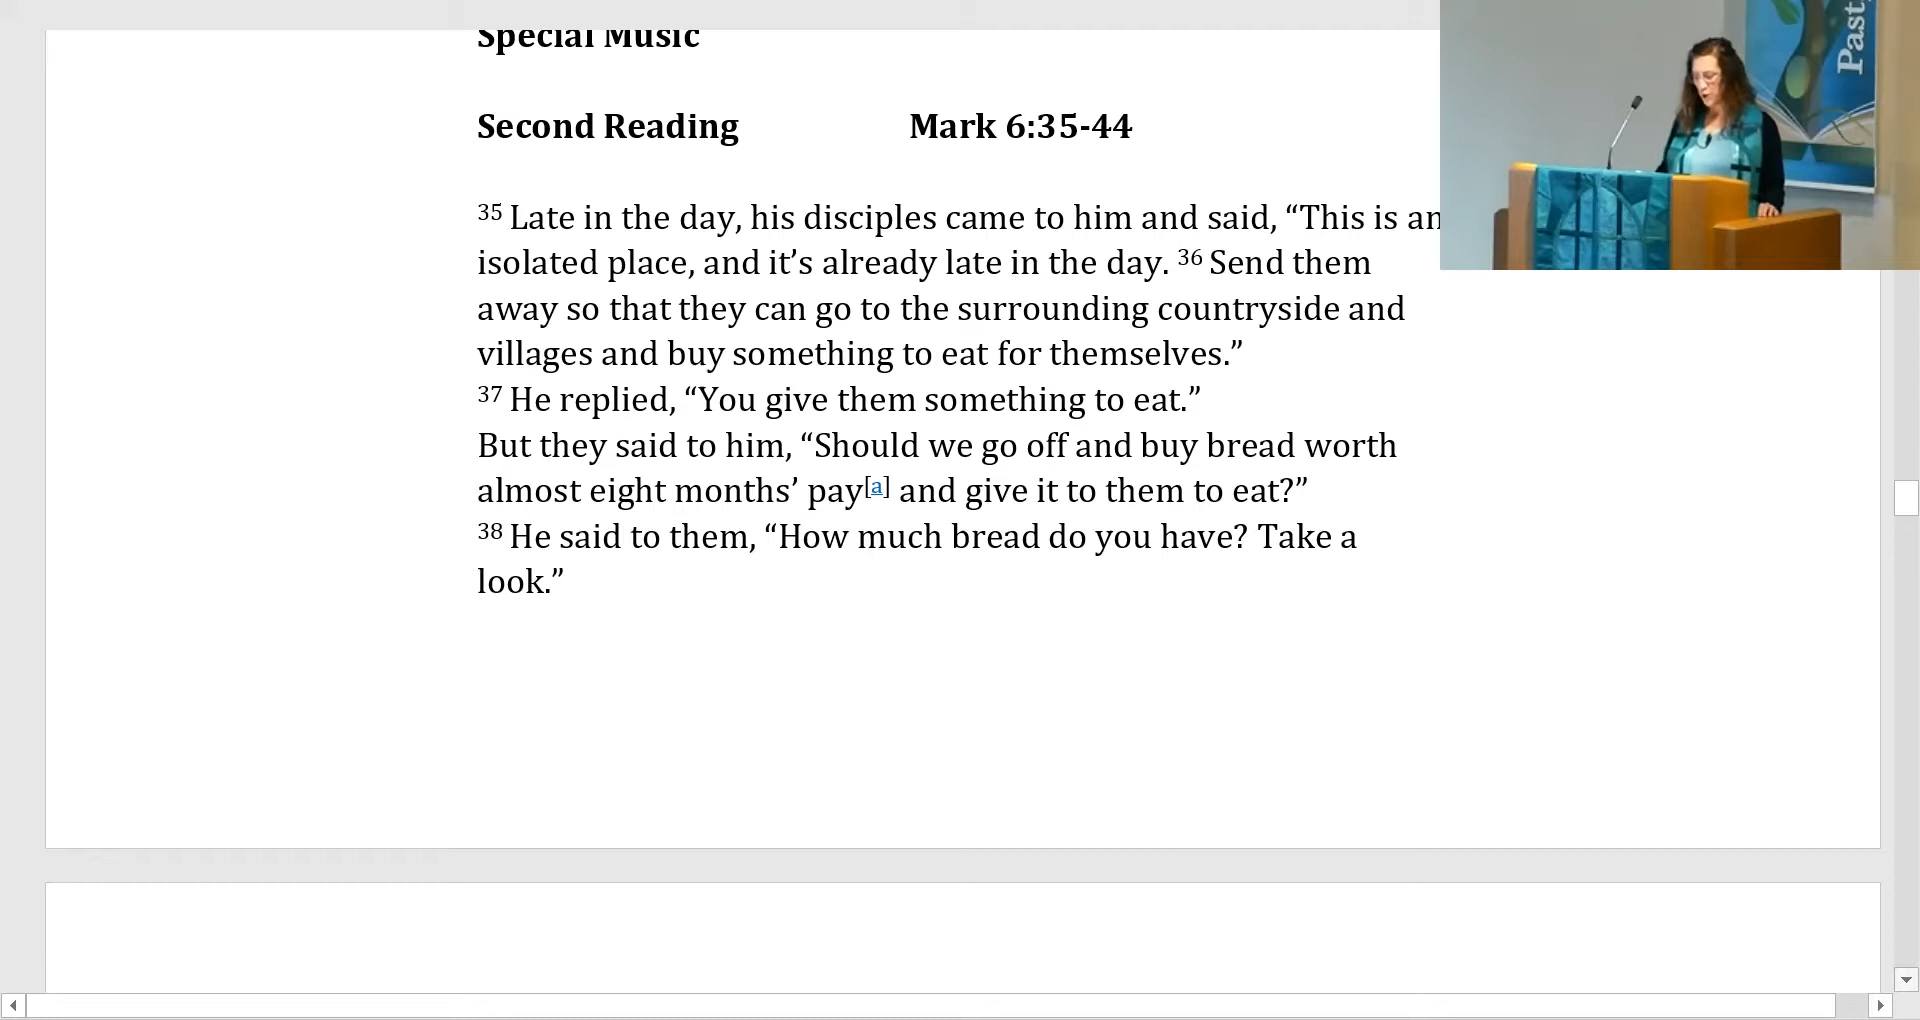 Special Music
Second Reading Mark 6:35-44
35 Late in the day, his disciples came to him and said, “This is an
isolated place, and it’s already late in the day. 36 Send them
away so that they can go to the surrounding countryside and
villages and buy something to eat for themselves.”
37 He replied, “You give them something to eat.”
But they said to him, “Should we go off and buy bread worth
almost eight months’ pay[a] and give it to them to eat?”
38 He said to them, “How much bread do you have? Take a
look.”
Past